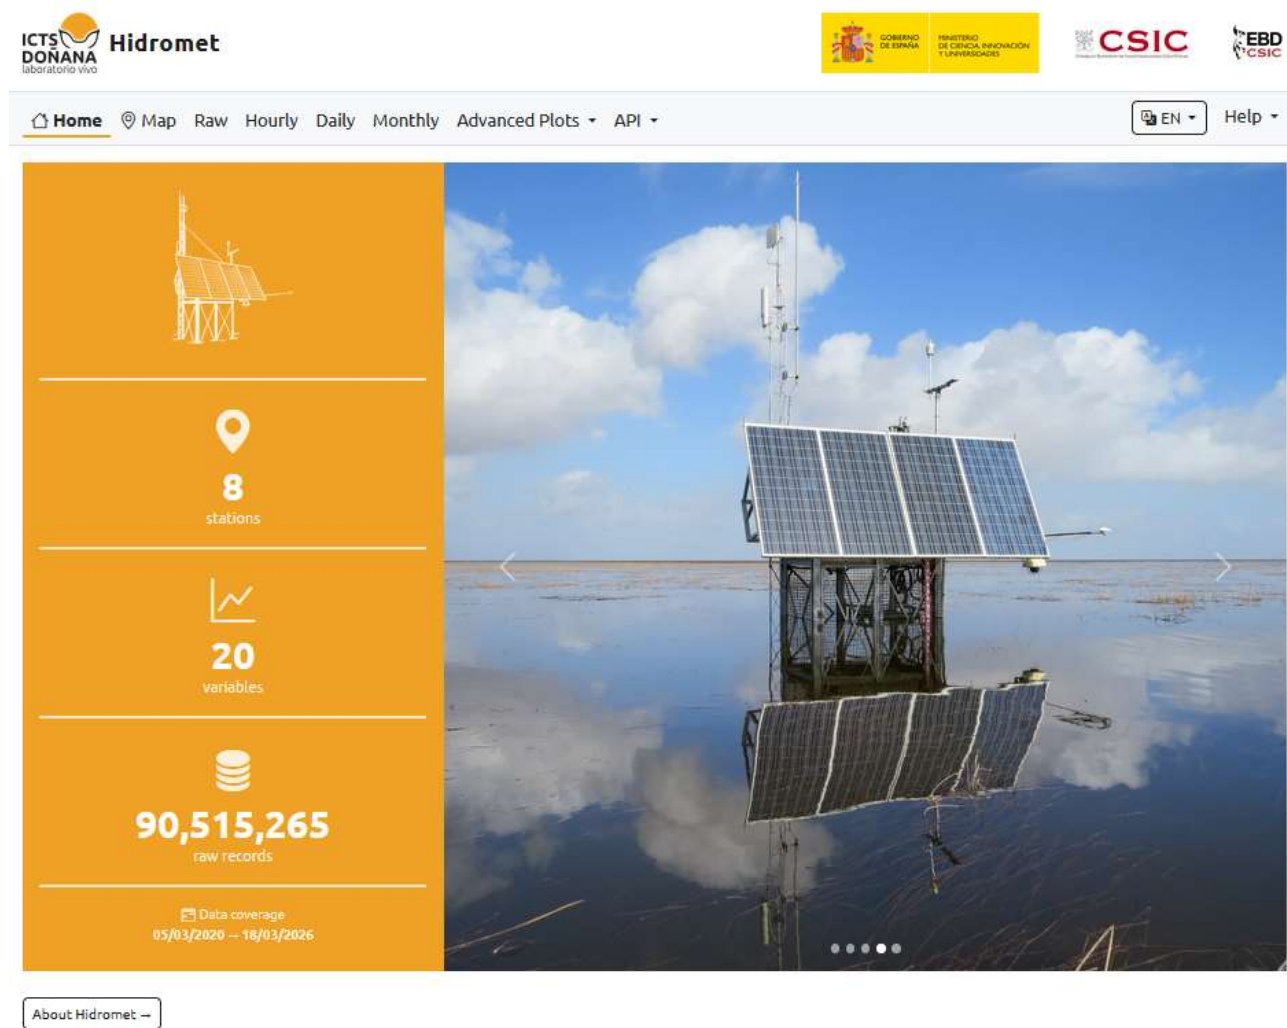 ICTS
DOÑANA
laboratorio vivo
Hidromet
GOBIERNO
DE ESPAÑA
MINISTERIO
DE CIENCIA, INNOVACIÓN
Y UNIVERSIDADES
CSIC
EBD
CSIC
Home Map Raw Hourly Daily Monthly Advanced Plots API EN Help
8
stations
20
variables
90,515,265
raw records
Data coverage
05/03/2020 → 18/03/2026
About Hidromet →